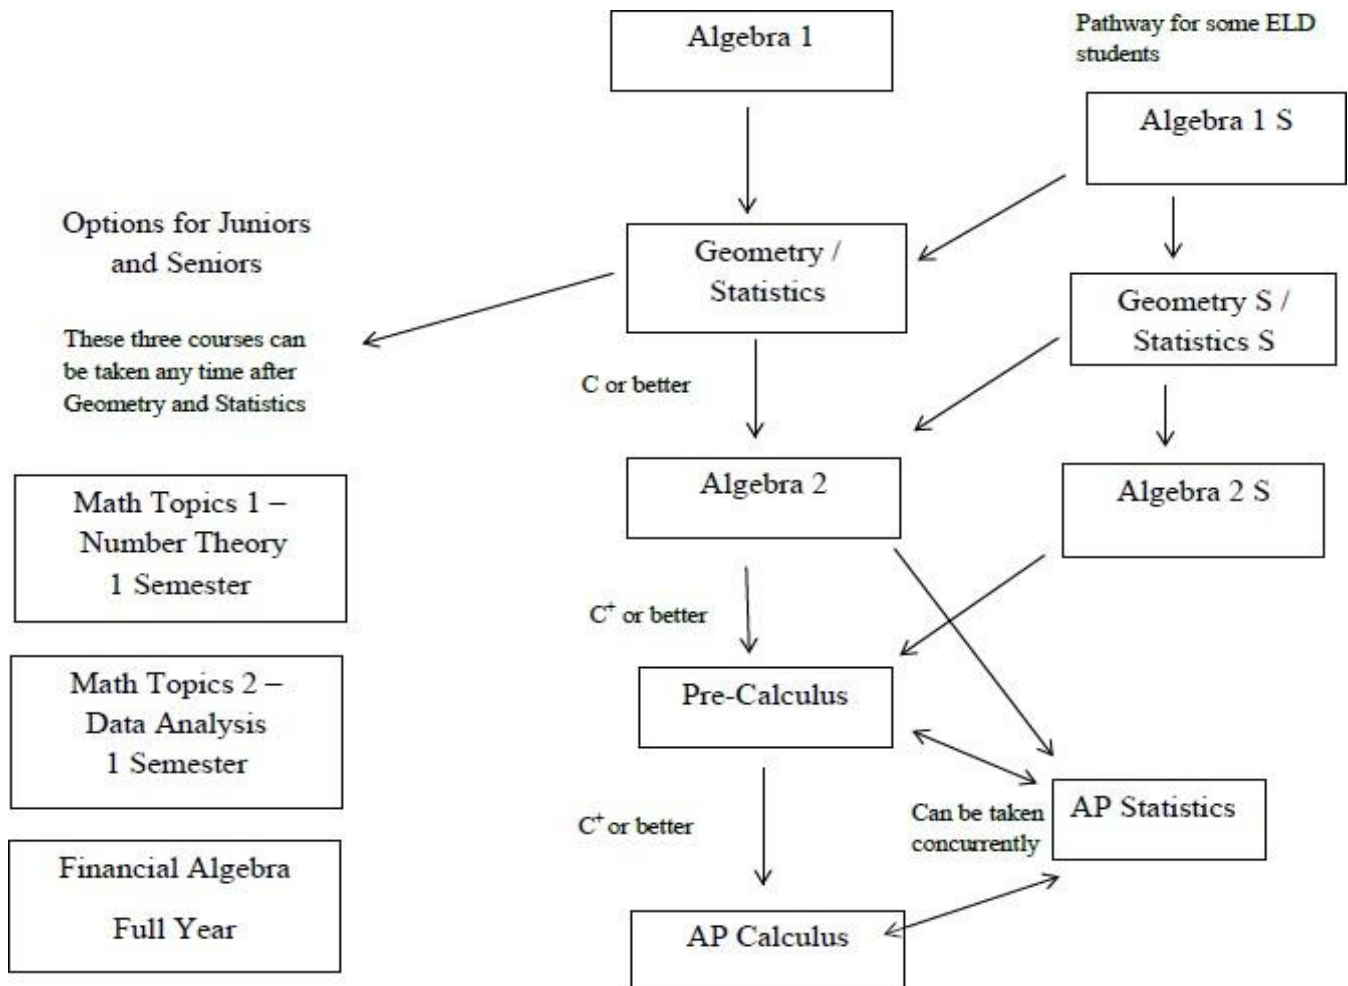 Algebra 1
Pathway for some ELD
students
Algebra 1 S
Options for Juniors
and Seniors
Geometry /
Statistics
These three courses can
be taken any time after
Geometry and Statistics
Geometry S /
Statistics S
C or better
Math Topics 1 –
Number Theory
1 Semester
Algebra 2
Algebra 2 S
C⁺ or better
Math Topics 2 –
Data Analysis
1 Semester
Pre-Calculus
C⁺ or better
Can be taken
concurrently
AP Statistics
Financial Algebra
Full Year
AP Calculus